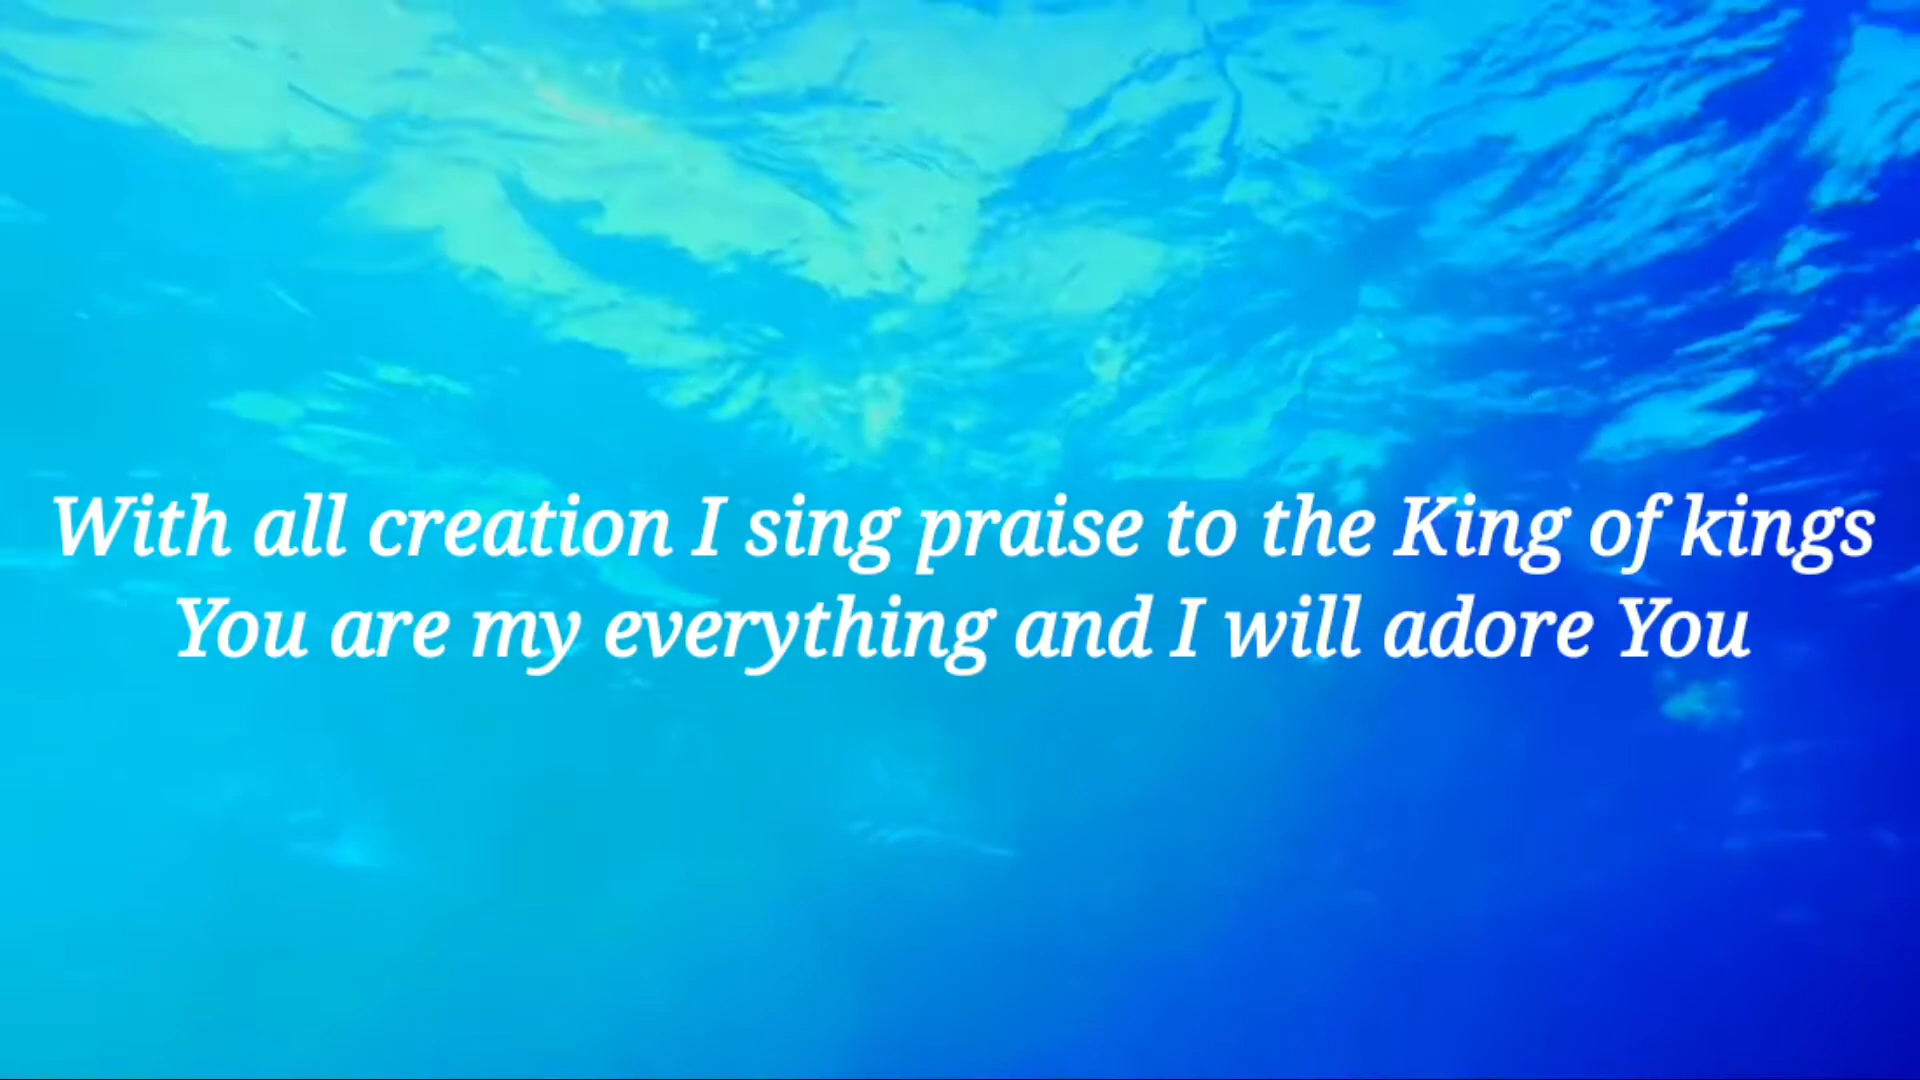 With all creation I sing praise to the King of kings
You are my everything and I will adore You